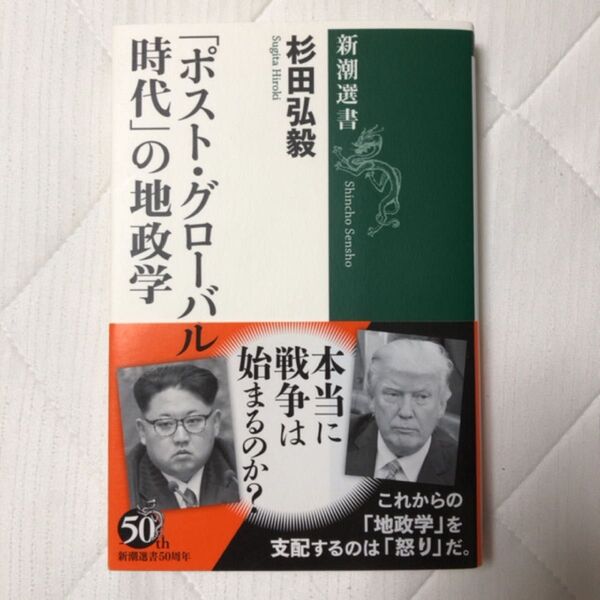 新潮選書
Shincho Sensho
杉田弘毅
Sugita Hiroki
「ポスト・グローバル
時代」の地政学
本当に
戦争は
始まるのか?
これからの
「地政学」を
支配するのは「怒り」だ。
50th
新潮選書50周年